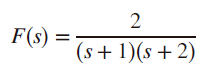 F(s) = 2 / (s + 1)(s + 2)